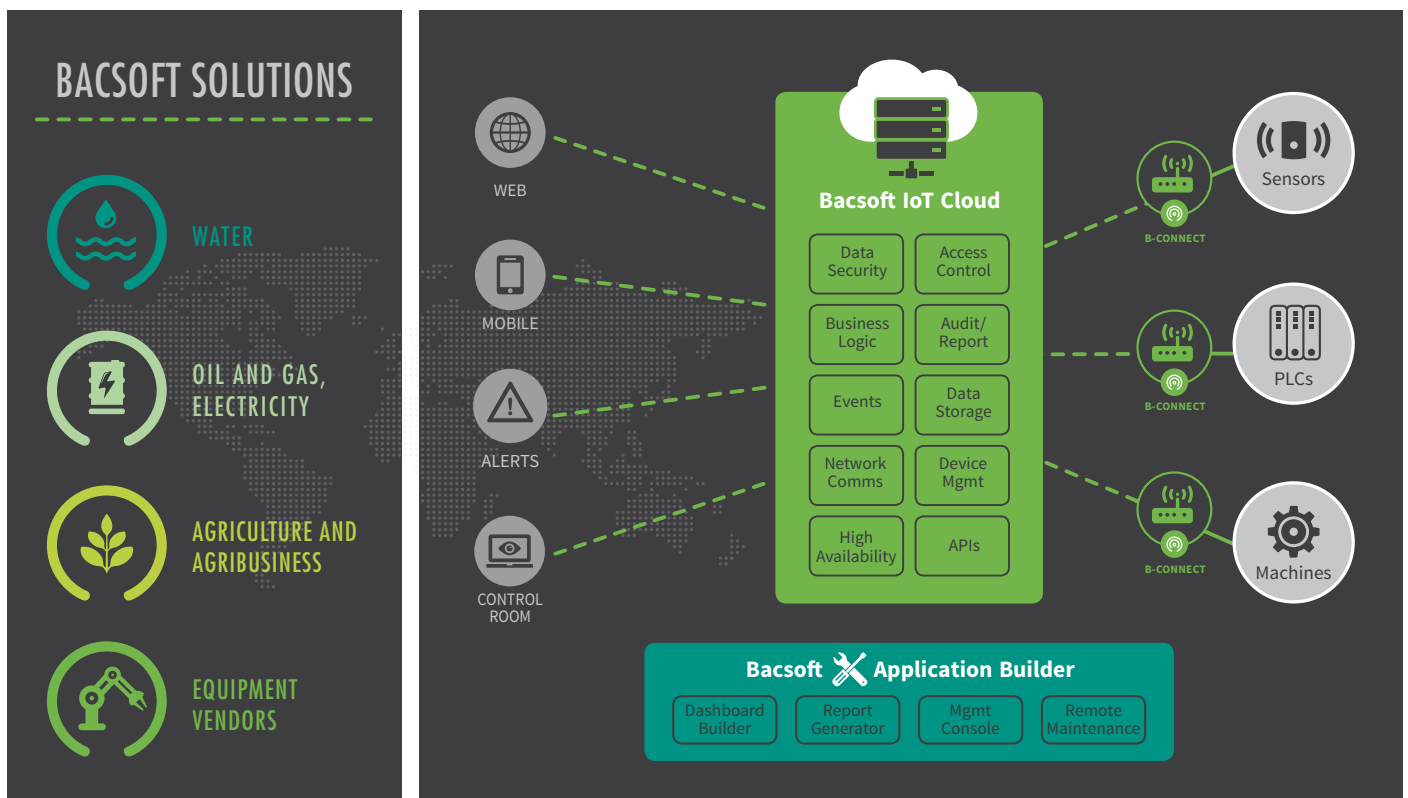 BACSOFT SOLUTIONS
WATER
OIL AND GAS,
ELECTRICITY
AGRICULTURE AND
AGRIBUSINESS
EQUIPMENT
VENDORS
WEB
MOBILE
ALERTS
CONTROL
ROOM
Bacsoft IoT Cloud
Data
Security
Access
Control
Business
Logic
Audit/
Report
Events
Data
Storage
Network
Comms
Device
Mgmt
High
Availability
APIs
B-CONNECT
Sensors
B-CONNECT
PLCs
B-CONNECT
Machines
Bacsoft Application Builder
Dashboard
Builder
Report
Generator
Mgmt
Console
Remote
Maintenance